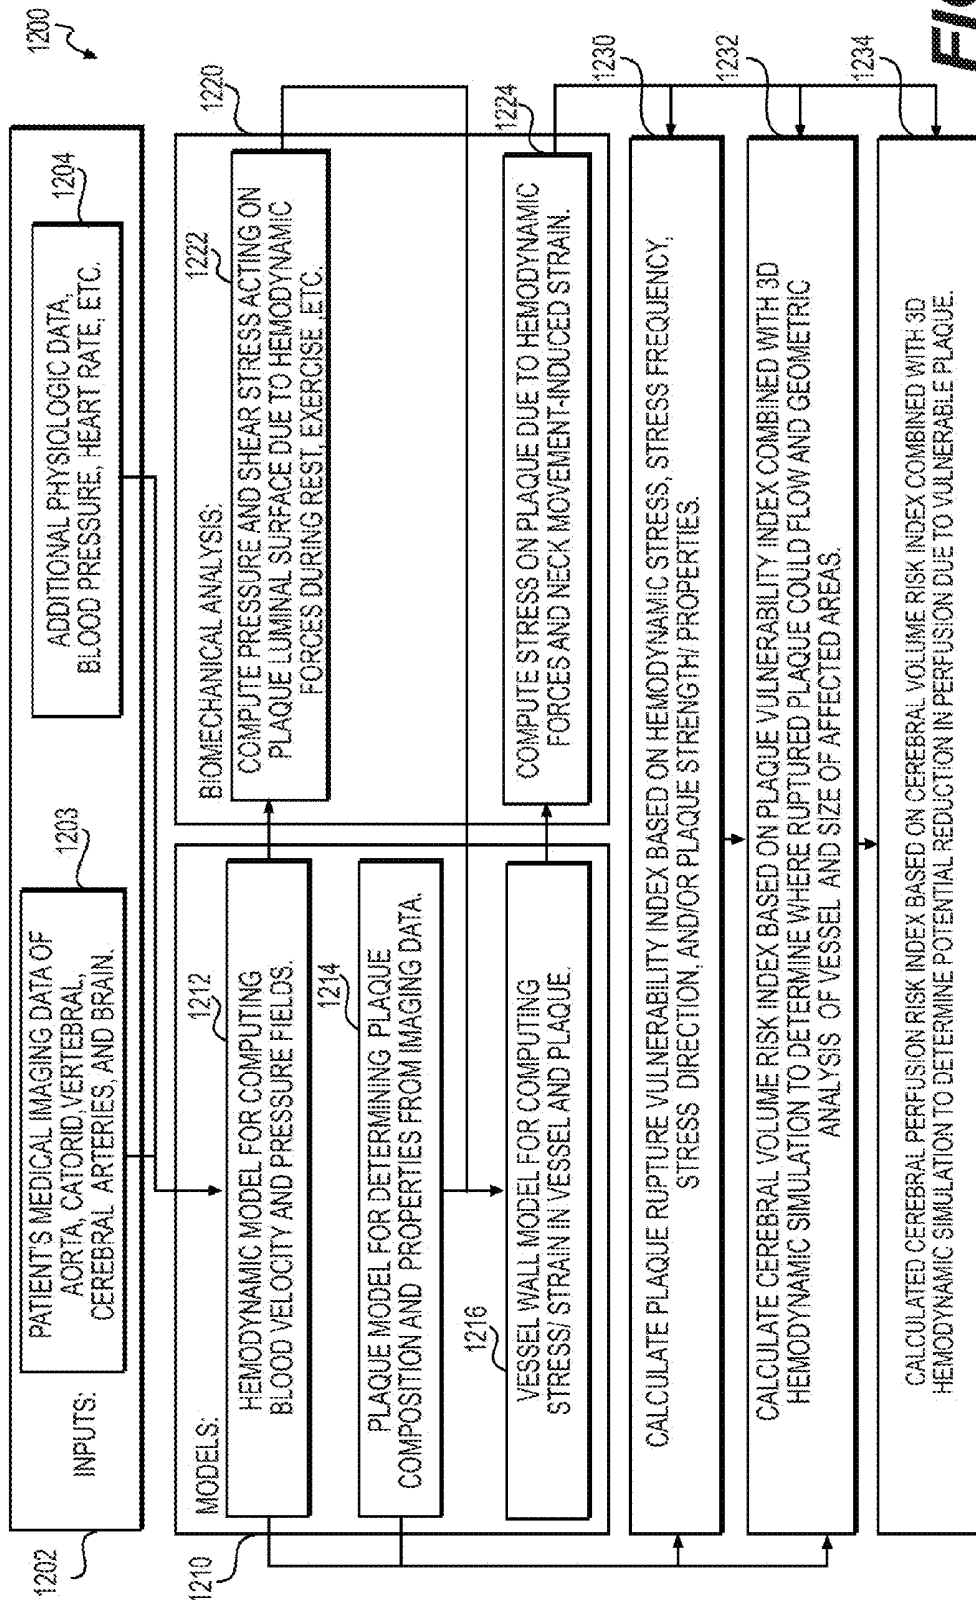 1200
1202
INPUTS:
PATIENT'S MEDICAL IMAGING DATA OF
AORTA, CATORID, VERTEBRAL,
CEREBRAL ARTERIES, AND BRAIN.
1203
ADDITIONAL PHYSIOLOGIC DATA,
BLOOD PRESSURE, HEART RATE, ETC.
1204
1210
MODELS:
HEMODYNAMIC MODEL FOR COMPUTING
BLOOD VELOCITY AND PRESSURE FIELDS.
1212
PLAQUE MODEL FOR DETERMINING PLAQUE
COMPOSITION AND PROPERTIES FROM IMAGING DATA.
1214
VESSEL WALL MODEL FOR COMPUTING
STRESS/ STRAIN IN VESSEL AND PLAQUE.
1216
1220
BIOMECHANICAL ANALYSIS:
1222
COMPUTE PRESSURE AND SHEAR STRESS ACTING ON
PLAQUE LUMINAL SURFACE DUE TO HEMODYNAMIC
FORCES DURING REST, EXERCISE ,ETC.
1224
COMPUTE STRESS ON PLAQUE DUE TO HEMODYNAMIC
FORCES AND NECK MOVEMENT-INDUCED STRAIN.
1230
CALCULATE PLAQUE RUPTURE VULNERABILITY INDEX BASED ON HEMODYNAMIC STRESS, STRESS FREQUENCY,
STRESS DIRECTION, AND/OR PLAQUE STRENGTH/ PROPERTIES.
1232
CALCULATE CEREBRAL VOLUME RISK INDEX BASED ON PLAQUE VULNERABILITY INDEX COMBINED WITH 3D
HEMODYNAMIC SIMULATION TO DETERMINE WHERE RUPTURED PLAQUE COULD FLOW AND GEOMETRIC
ANALYSIS OF VESSEL AND SIZE OF AFFECTED AREAS.
1234
CALCULATED CEREBRAL PERFUSION RISK INDEX BASED ON CEREBRAL VOLUME RISK INDEX COMBINED WITH 3D
HEMODYNAMIC SIMULATION TO DETERMINE POTENTIAL REDUCTION IN PERFUSION DUE TO VULNERABLE PLAQUE.